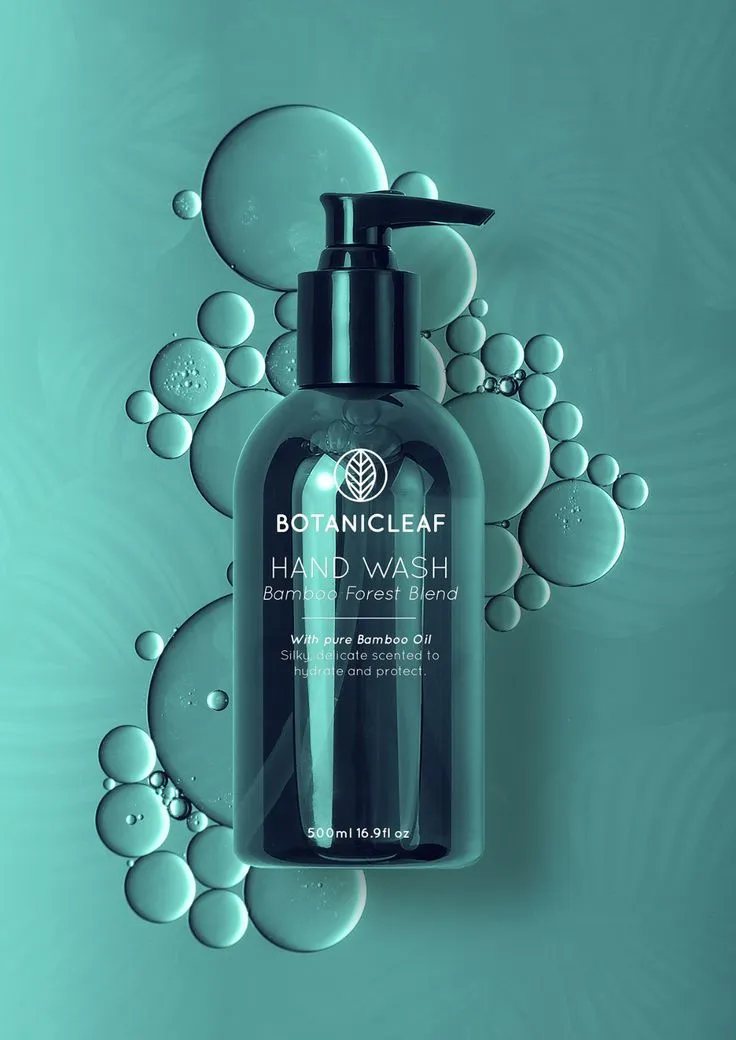 BOTANICLEAF
HAND WASH
Bamboo Forest Blend
With pure Bamboo Oil
Silky, delicate scented to
hydrate and protect.
500ml 16.9fl oz